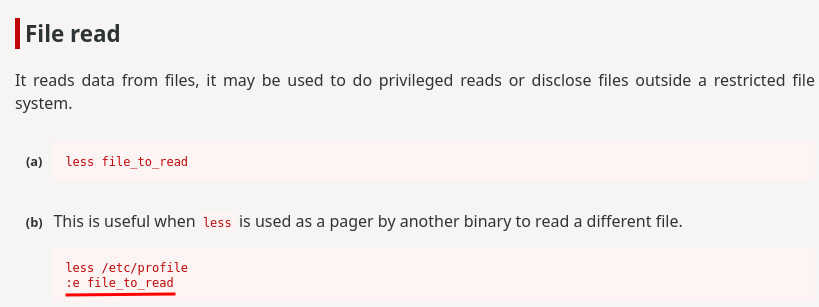 File read
It reads data from files, it may be used to do privileged reads or disclose files outside a restricted file
system.
(a) less file_to_read
(b) This is useful when less is used as a pager by another binary to read a different file.
less /etc/profile
:e file_to_read